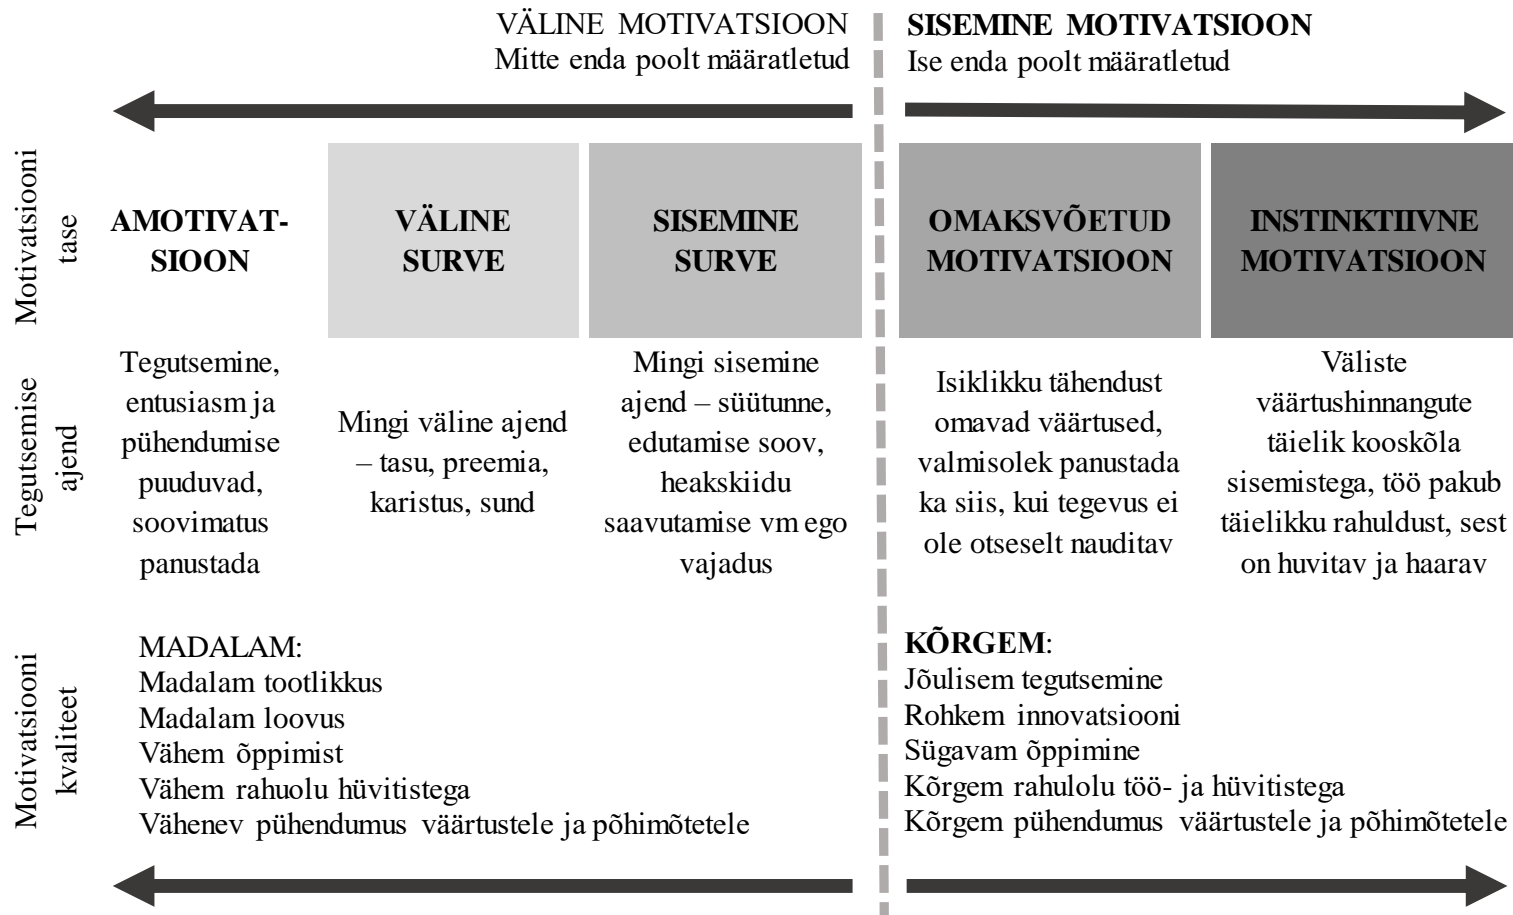 VÄLINE MOTIVATSIOON
Mitte enda poolt määratletud
SISEMINE MOTIVATSIOON
Ise enda poolt määratletud
Motivatsiooni
tase
AMOTIVAT-
SIOON
VÄLINE
SURVE
SISEMINE
SURVE
OMAKSVÕETUD
MOTIVATSIOON
INSTINKTIIVNE
MOTIVATSIOON
Tegutsemise
ajend
Tegutsemine,
entusiasm ja
pühendumise
puuduvad,
soovimatus
panustada
Mingi väline ajend
– tasu, preemia,
karistus, sund
Mingi sisemine
ajend – süütunne,
edutamise soov,
heakskiidu
saavutamise vm ego
vajadus
Isiklikku tähendust
omavad väärtused,
valmisolek panustada
ka siis, kui tegevus ei
ole otseselt nauditav
Väliste
väärtushinnangute
täielik kooskõla
sisemistega, töö pakub
täielikku rahuldust, sest
on huvitav ja haarav
Motivatsiooni
kvaliteet
MADALAM:
Madalam tootlikkus
Madalam loovus
Vähem õppimist
Vähem rahuolu hüvitistega
Vähenev pühendumus väärtustele ja põhimõtetele
KÕRGEM:
Jõulisem tegutsemine
Rohkem innovatsiooni
Sügavam õppimine
Kõrgem rahulolu töö- ja hüvitistega
Kõrgem pühendumus väärtustele ja põhimõtetele